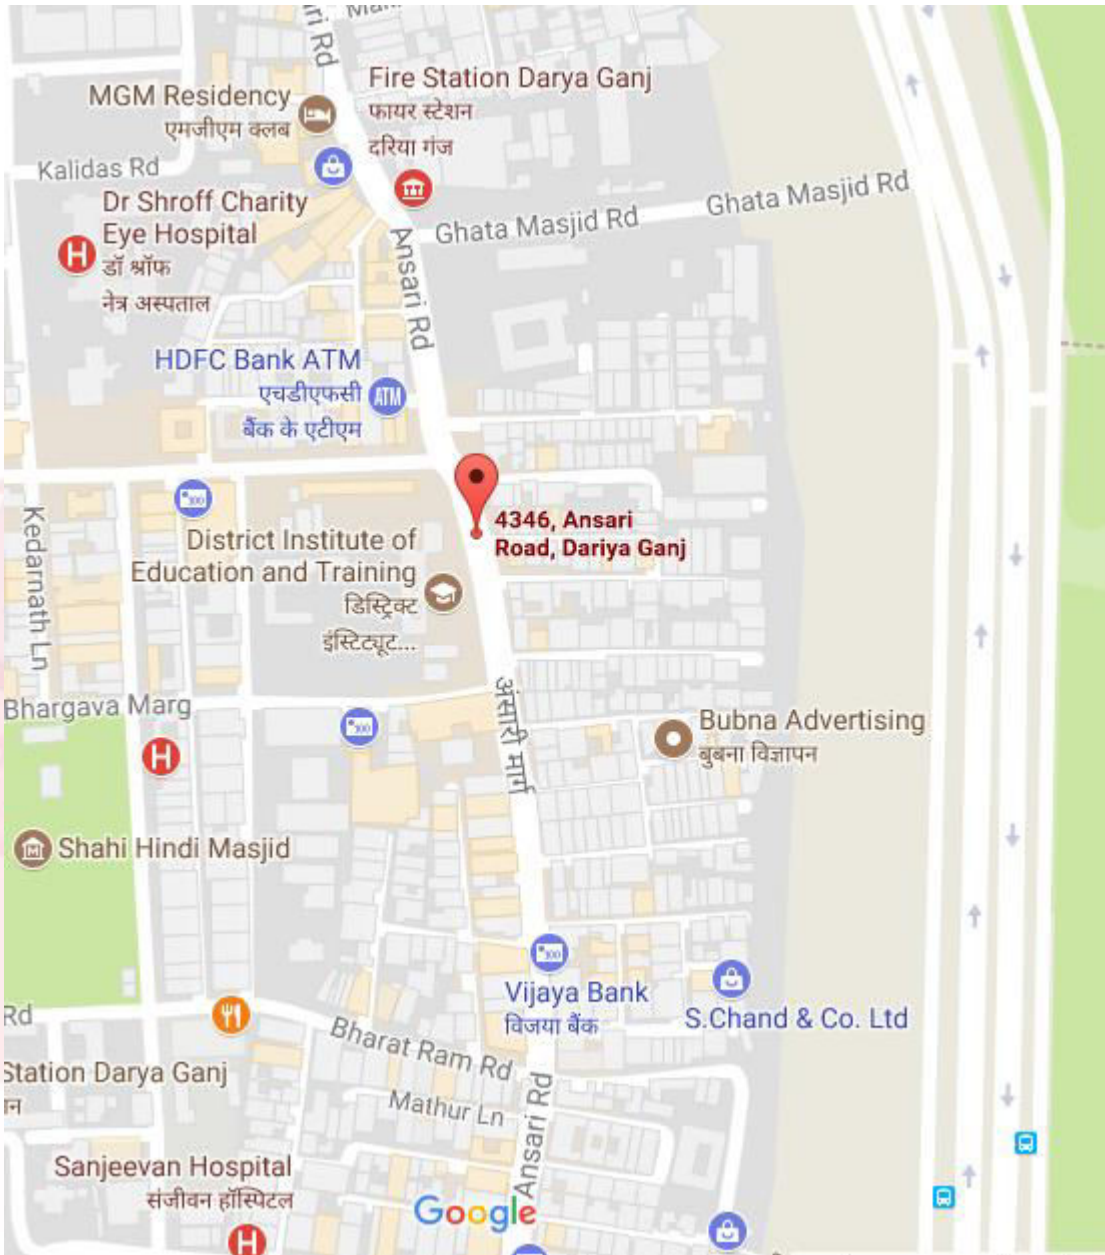 ri Rd
MGM Residency
एमजीएम क्लब
Fire Station Darya Ganj
फायर स्टेशन
दरिया गंज
Kalidas Rd
Dr Shroff Charity
Eye Hospital
डॉ श्रॉफ
नेत्र अस्पताल
H
Ghata Masjid Rd
Ghata Masjid Rd
Ansari Rd
HDFC Bank ATM
एचडीएफसी
बैंक के एटीएम
ATM
100
4346, Ansari
Road, Dariya Ganj
Kedarnath Ln
District Institute of
Education and Training
डिस्ट्रिक्ट
इंस्टिट्यूट...
Bhargava Marg
अंसारी मार्ग
100
H
Bubna Advertising
बुबना विज्ञापन
M
Shahi Hindi Masjid
100
Vijaya Bank
विजया बैंक
S.Chand & Co. Ltd
Rd
Bharat Ram Rd
Station Darya Ganj
न
Mathur Ln
Ansari Rd
Sanjeevan Hospital
संजीवन हॉस्पिटल
H
Google